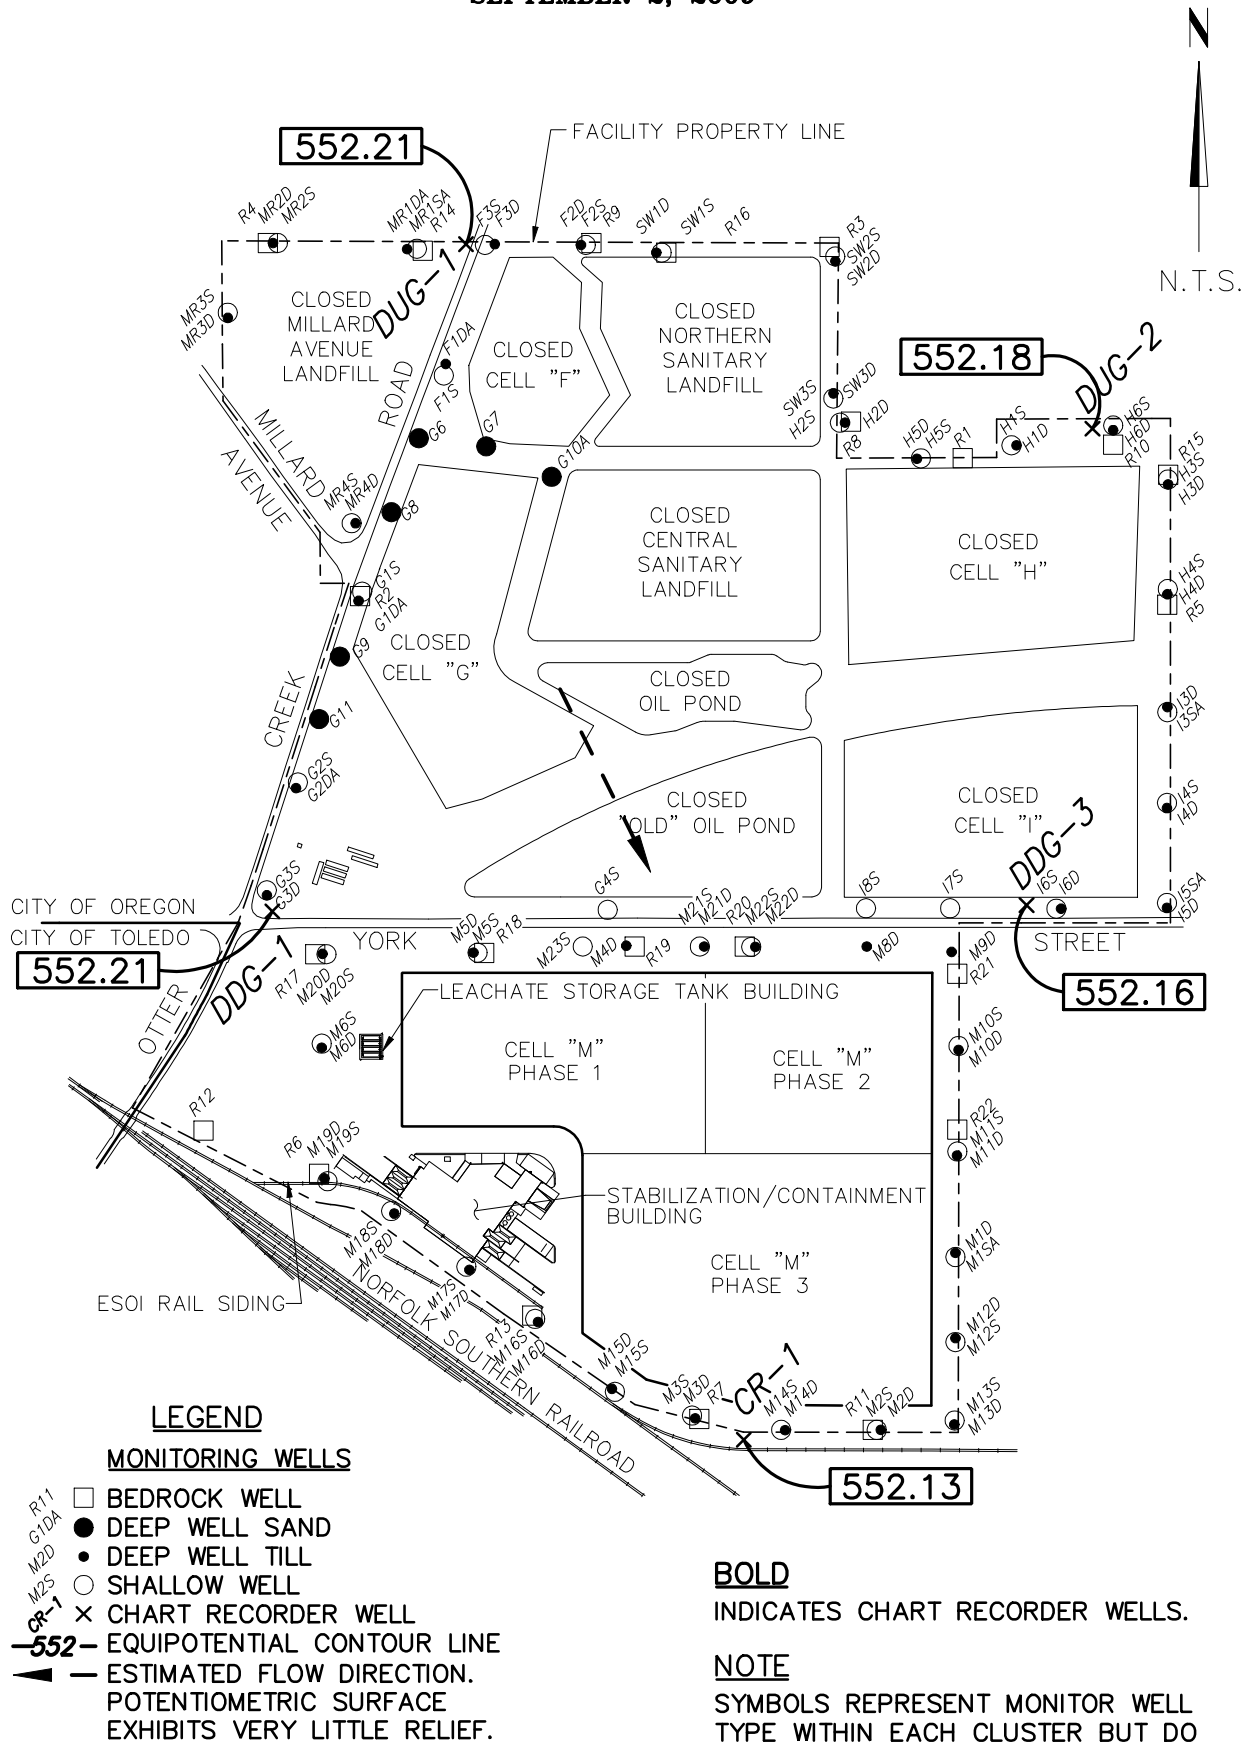 N
FACILITY PROPERTY LINE
552.21
R4
MR2D
MR2S
MR1DA
MR1SA
R14
F3S
F3D
F2D
F2S
R9
SW1D
SW1S
R16
R3
SW2S
SW2D
N.T.S.
MR3S
MR3D
CLOSED
MILLARD
AVENUE
LANDFILL
DUG-1
F1DA
F1S
CLOSED
CELL "F"
CLOSED
NORTHERN
SANITARY
LANDFILL
552.18
DUG-2
SW3S
SW3D
H2S
H2D
R8
H5D
H5S
R1
H1S
H1D
H6S
H6D
R10
R15
H3S
H3D
ROAD
MILLARD
AVENUE
G6
G7
G10A
MR4S
MR4D
G8
CLOSED
CENTRAL
SANITARY
LANDFILL
CLOSED
CELL "H"
G1S
R2
G1DA
H4S
H4D
R5
G9
CLOSED
CELL "G"
CLOSED
OIL POND
CREEK
G11
I3D
I3SA
G2S
G2DA
CLOSED
"OLD" OIL POND
CLOSED
CELL "I"
I4S
I4D
DDG-3
G3S
G3D
G4S
I8S
I7S
I6S
I6D
I5SA
I5D
CITY OF OREGON
CITY OF TOLEDO
YORK
STREET
552.21
DDG-1
R17
M20D
M20S
M5D
M5S
R18
M23S
M4D
R19
M21S
M21D
R20
M22S
M22D
M8D
M9D
R21
552.16
OTTER
LEACHATE STORAGE TANK BUILDING
M6S
M6D
CELL "M"
PHASE 1
CELL "M"
PHASE 2
M10S
M10D
R12
R6
M19D
M19S
R22
M11S
M11D
STABILIZATION/CONTAINMENT
BUILDING
M18S
M18D
CELL "M"
PHASE 3
M1D
M1SA
ESOI RAIL SIDING
M17S
M17D
NORFOLK SOUTHERN RAILROAD
R13
M16S
M16D
M12D
M12S
M15D
M15S
M3S
M3D
R7
CR-1
M14S
M14D
R11
M2S
M2D
M13S
M13D
552.13
LEGEND
MONITORING WELLS
R11 BEDROCK WELL
G1DA DEEP WELL SAND
M2D DEEP WELL TILL
M2S SHALLOW WELL
CR-1 CHART RECORDER WELL
552 EQUIPOTENTIAL CONTOUR LINE
ESTIMATED FLOW DIRECTION.
POTENTIOMETRIC SURFACE
EXHIBITS VERY LITTLE RELIEF.
BOLD
INDICATES CHART RECORDER WELLS.
NOTE
SYMBOLS REPRESENT MONITOR WELL
TYPE WITHIN EACH CLUSTER BUT DO